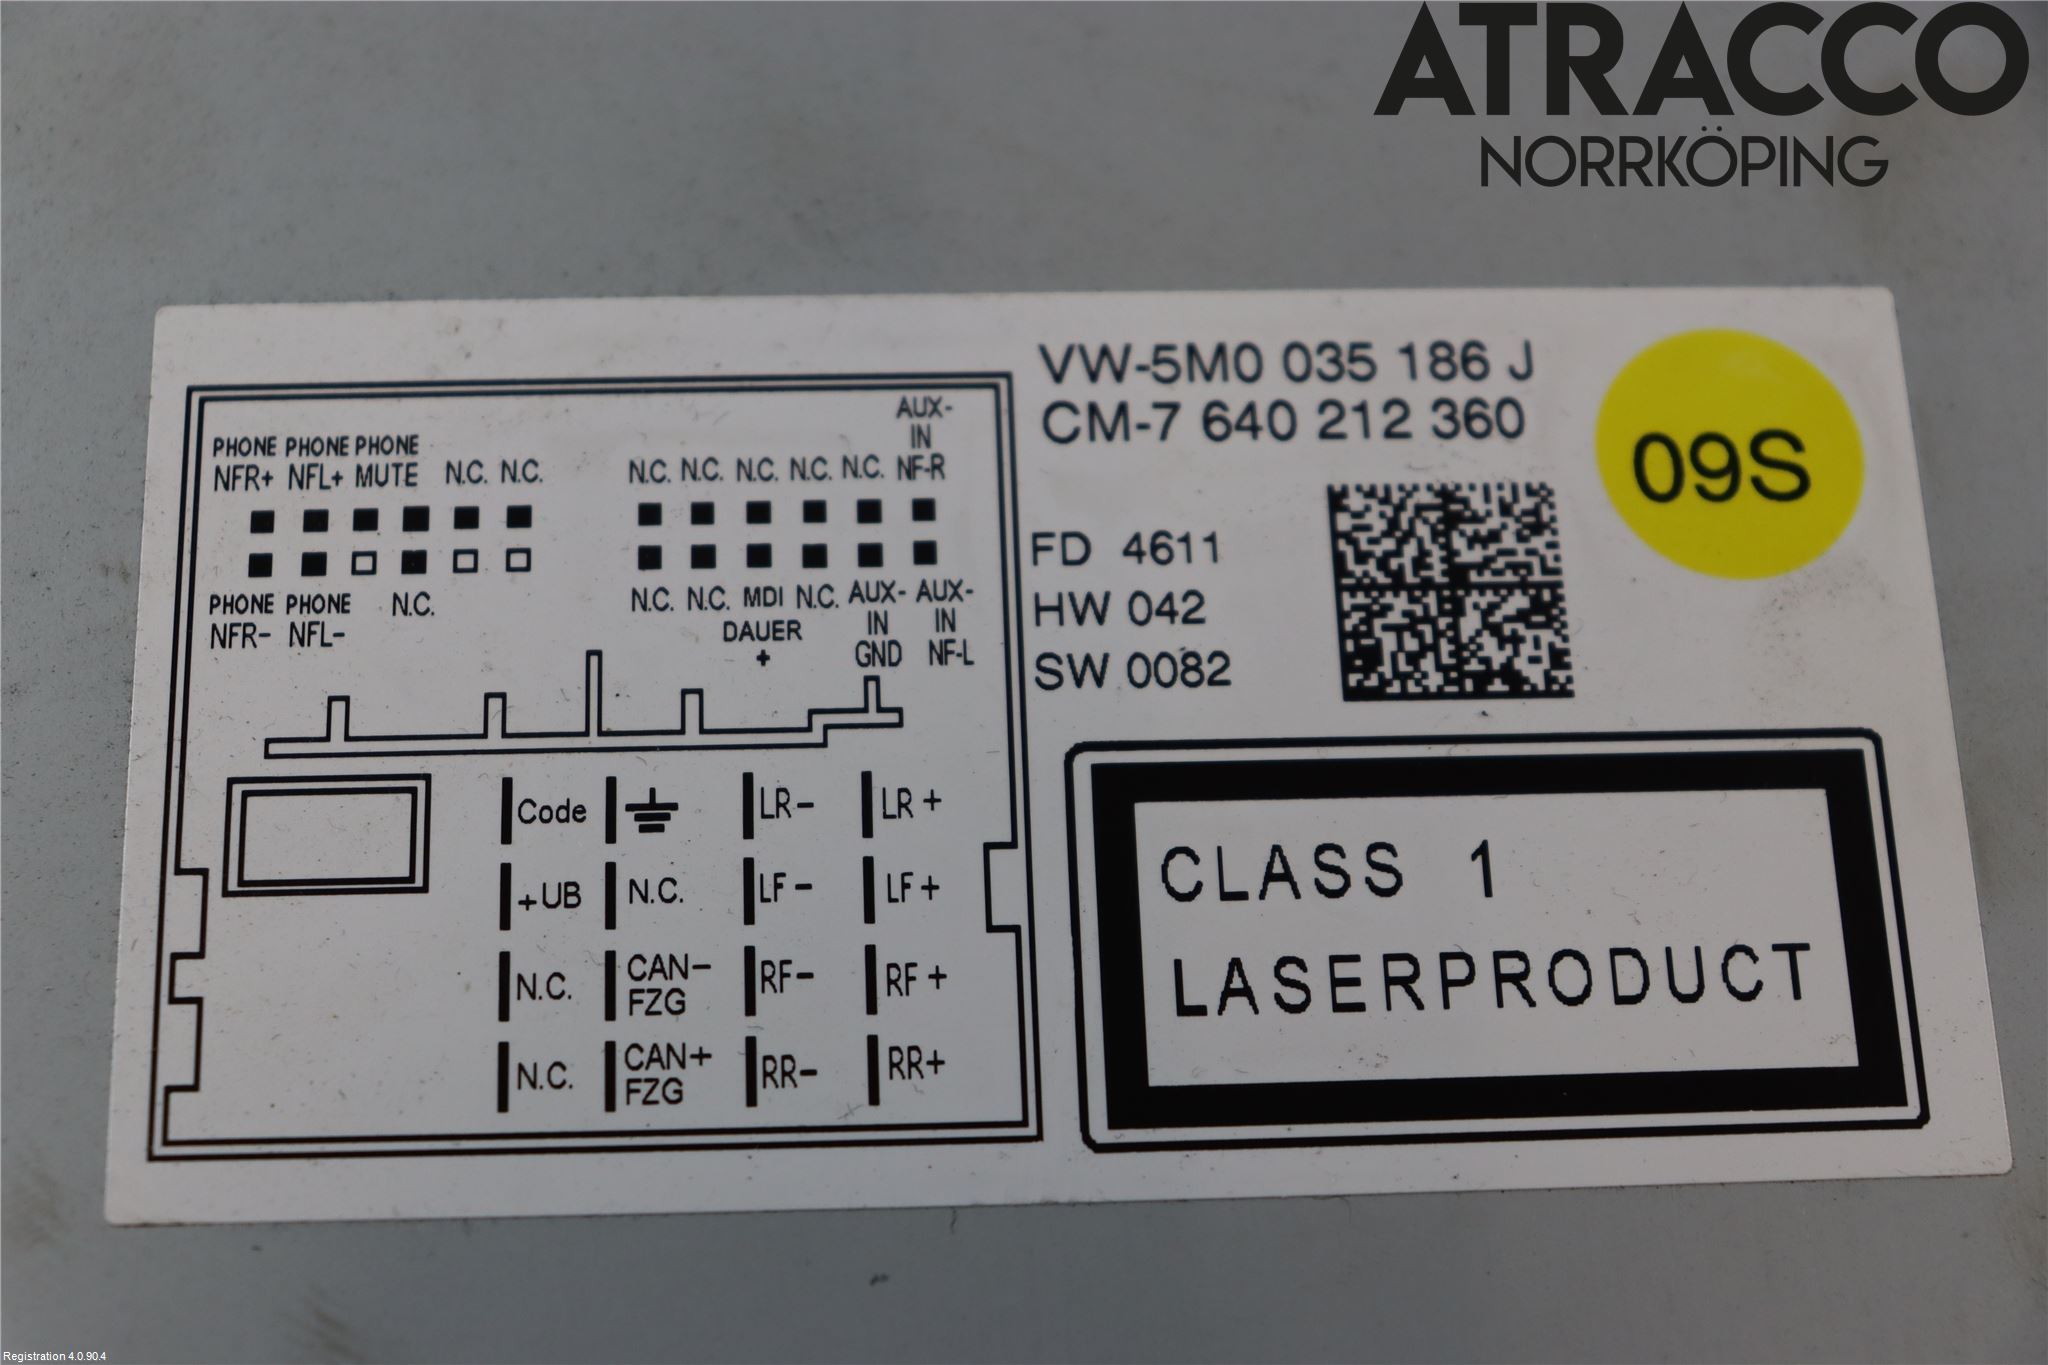 ATRACCO
NORRKÖPING
VW-5M0 035 186 J
CM-7 640 212 360
09S
FD 4611
HW 042
SW 0082
AUX-
IN
NF-R
PHONE PHONE PHONE
NFR+ NFL+ MUTE N.C. N.C.
N.C. N.C. N.C. N.C. N.C.
PHONE PHONE
NFR- NFL-
N.C.
N.C. N.C. MDI N.C. AUX- AUX-
DAUER IN IN
+ GND NF-L
Code LR- LR+
+UB N.C. LF- LF+
N.C. CAN- RF- RF+
FZG
N.C. CAN+ RR- RR+
FZG
CLASS 1
LASERPRODUCT
Registration 4.0.90.4